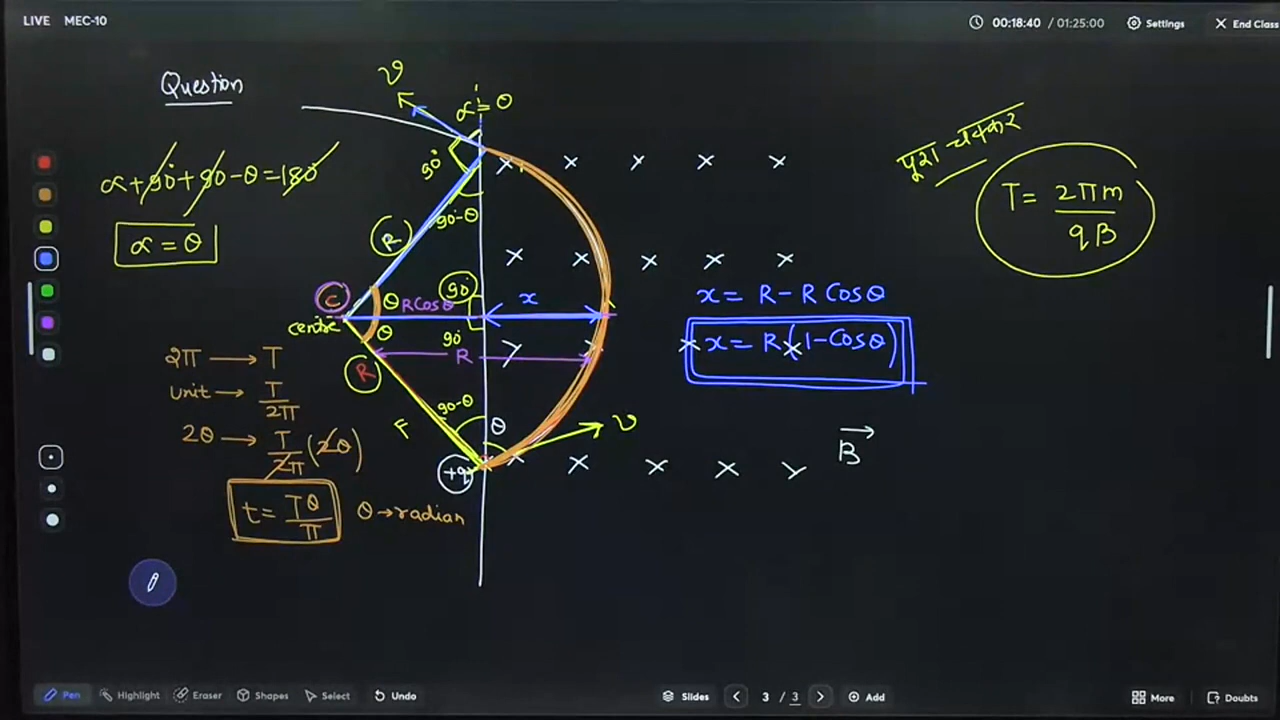 LIVE MEC-10
00:18:40 / 01:25:00 Settings End Class
Question
α + 90° + 90 - θ = 180°
α = θ
v
α = θ
90°
90-θ
R
C
centre
θ
RCosθ
90°
x
θ
90°
R
R
90-θ
θ
F
+q
v
x = R - R Cosθ
x = R(1-Cosθ)
B
पूरा चक्कर
T = 2πm / qB
2π → T
unit → T/2π
2θ → T/2π (2θ)
t = Tθ/π
θ → radian
Pen Highlight Eraser Shapes Select Undo Slides 3 / 3 Add More Doubts